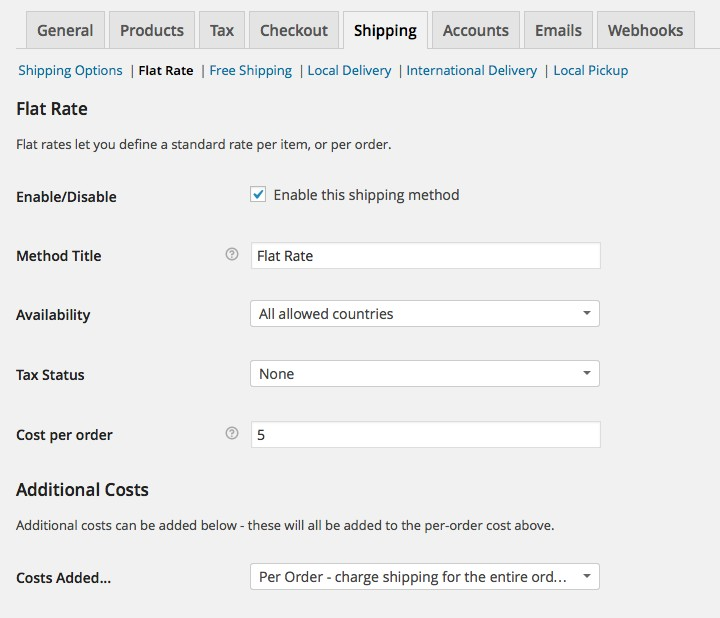 General Products Tax Checkout Shipping Accounts Emails Webhooks
Shipping Options | Flat Rate | Free Shipping | Local Delivery | International Delivery | Local Pickup
Flat Rate
Flat rates let you define a standard rate per item, or per order.
Enable/Disable Enable this shipping method
Method Title ? Flat Rate
Availability All allowed countries
Tax Status None
Cost per order ? 5
Additional Costs
Additional costs can be added below - these will all be added to the per-order cost above.
Costs Added... Per Order - charge shipping for the entire ord...